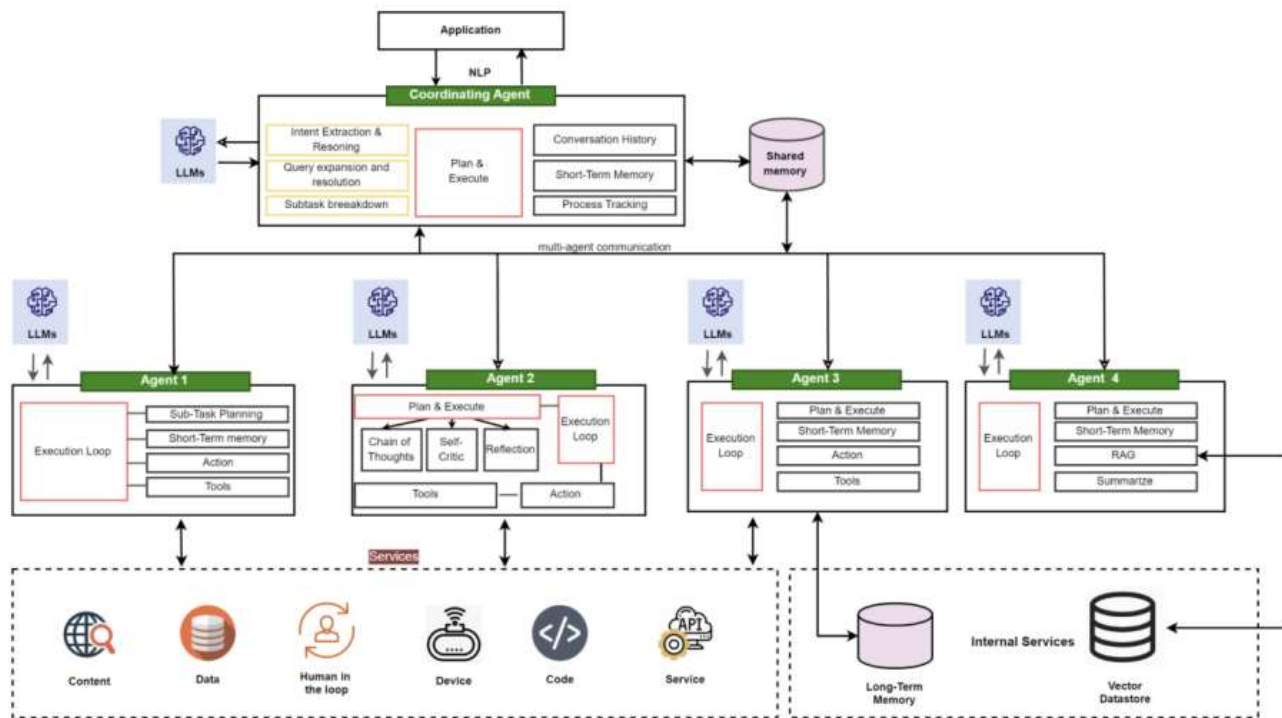 Application
NLP
Coordinating Agent
Intent Extraction &
Resoning
Query expansion and
resolution
Subtask breeakdown
Plan &
Execute
Conversation History
Short-Term Memory
Process Tracking
LLMs
Shared
memory
multi-agent communication
LLMs
Agent 1
Execution Loop
Sub-Task Planning
Short-Term memory
Action
Tools
LLMs
Agent 2
Plan & Execute
Chain of
Thoughts
Self-
Critic
Reflection
Execution
Loop
Tools
Action
LLMs
Agent 3
Execution
Loop
Plan & Execute
Short-Term Memory
Action
Tools
LLMs
Agent 4
Execution
Loop
Plan & Execute
Short-Term Memory
RAG
Summarize
Services
Content
Data
Human in
the loop
Device
Code
API
Service
Long-Term
Memory
Internal Services
Vector
Datastore